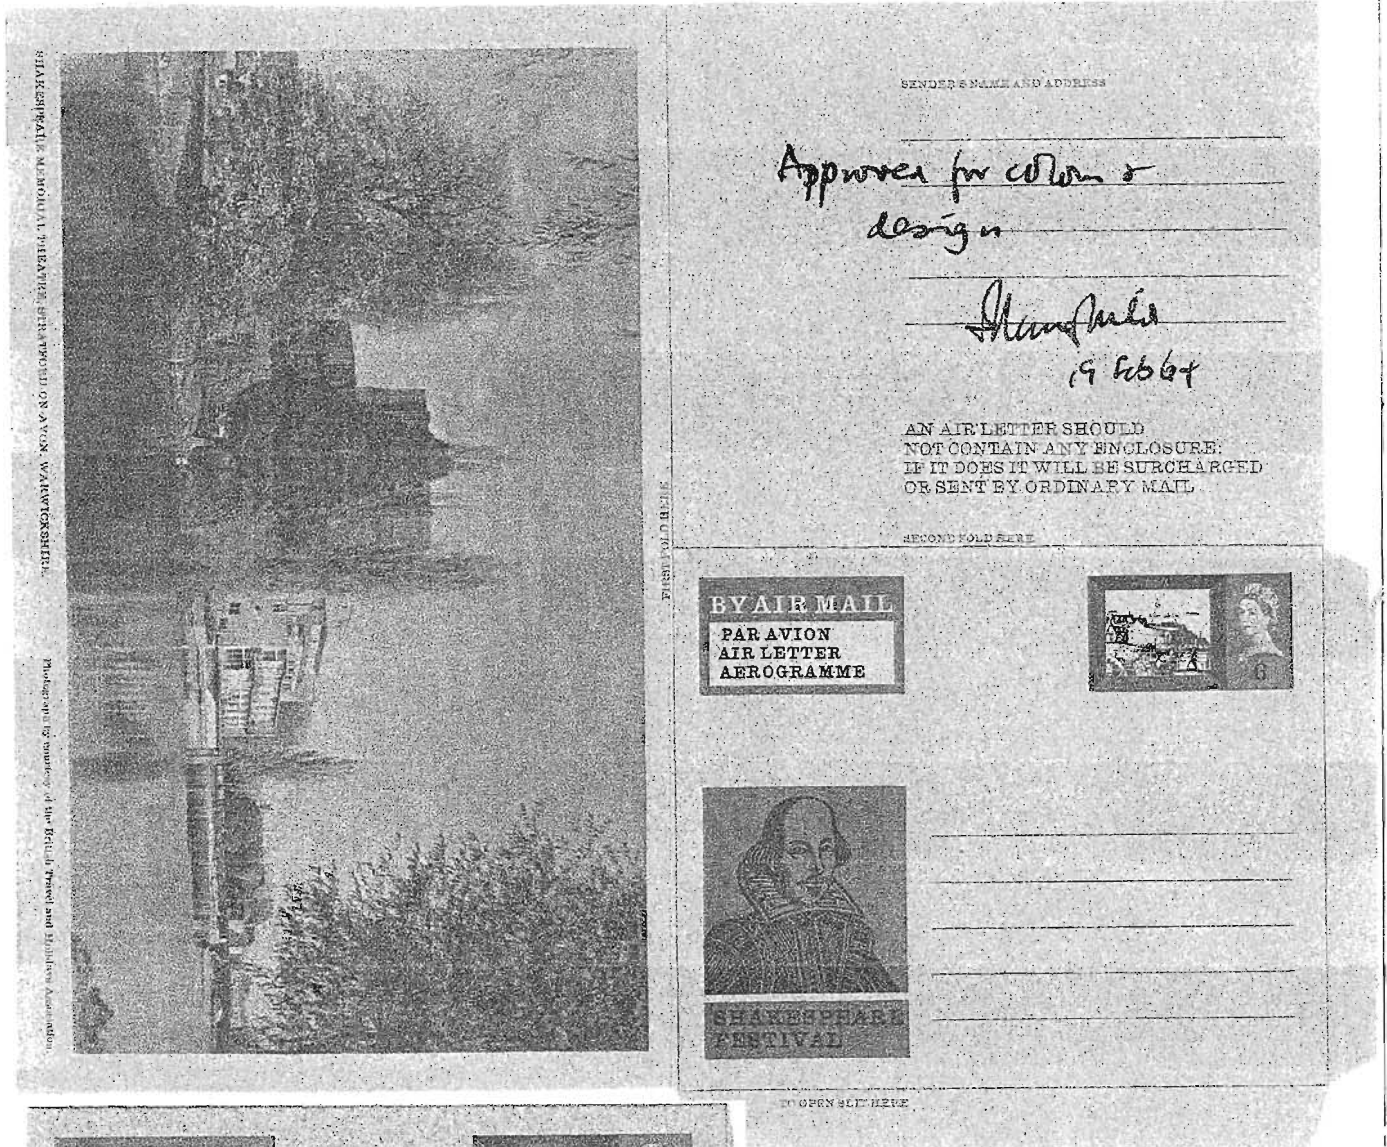 SHAKESPEARE MEMORIAL THEATRE, STRATFORD-ON-AVON, WARWICKSHIRE.
Photograph by courtesy of the British Travel and Holidays Association
FIRST FOLD HERE
SENDER'S NAME AND ADDRESS
Approved for colour &
design
19 Feb 64
AN AIR LETTER SHOULD
NOT CONTAIN ANY ENCLOSURE;
IF IT DOES IT WILL BE SURCHARGED
OR SENT BY ORDINARY MAIL
SECOND FOLD HERE
BY AIR MAIL
PAR AVION
AIR LETTER
AEROGRAMME
6
SHAKESPEARE
FESTIVAL
TO OPEN SLIT HERE